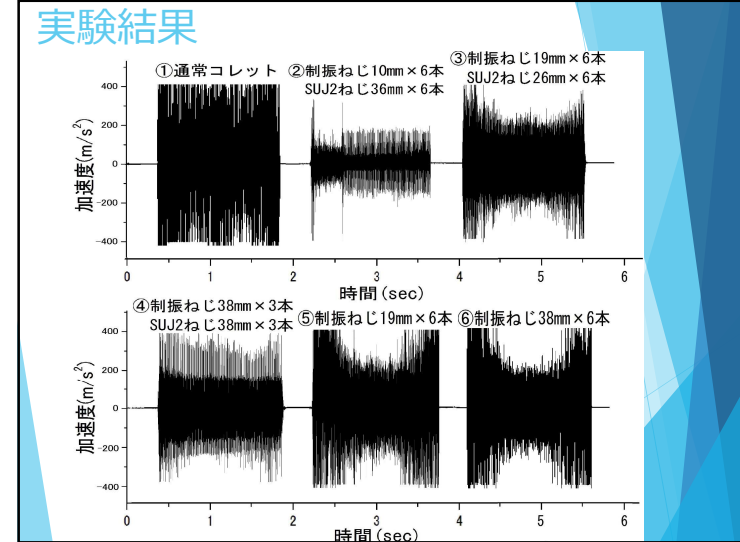 実験結果
①通常コレット
②制振ねじ10mm×6本
SUJ2ねじ36mm×6本
③制振ねじ19mm×6本
SUJ2ねじ26mm×6本
加速度(m/s²)
400
200
0
-200
-400
0 1 2 3 4 5 6
時間(sec)
④制振ねじ38mm×3本
SUJ2ねじ38mm×3本
⑤制振ねじ19mm×6本
⑥制振ねじ38mm×6本
加速度(m/s²)
400
200
0
-200
-400
0 1 2 3 4 5 6
時間(sec)